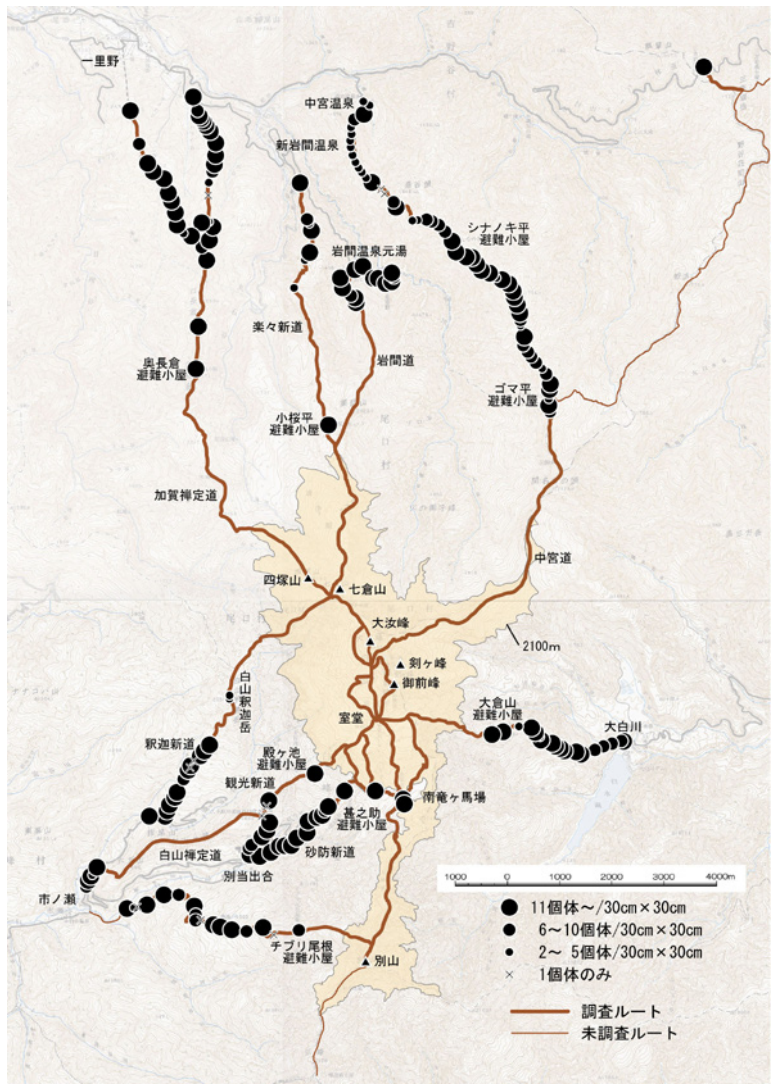 一里野
中宮温泉
新岩間温泉
シナノキ平
避難小屋
岩間温泉元湯
楽々新道
岩間道
奥長倉
避難小屋
ゴマ平
避難小屋
小桜平
避難小屋
加賀禅定道
中宮道
四塚山
七倉山
大汝峰
2100m
剣ヶ峰
御前峰
白山釈迦岳
室堂
大倉山
避難小屋
大白川
釈迦新道
殿ヶ池
避難小屋
観光新道
甚之助
避難小屋
南竜ヶ馬場
白山禅定道
砂防新道
別当出合
市ノ瀬
チブリ尾根
避難小屋
別山
1000 0 1000 2000 4000m
11個体~/30cm×30cm
6~10個体/30cm×30cm
2~ 5個体/30cm×30cm
1個体のみ
調査ルート
未調査ルート